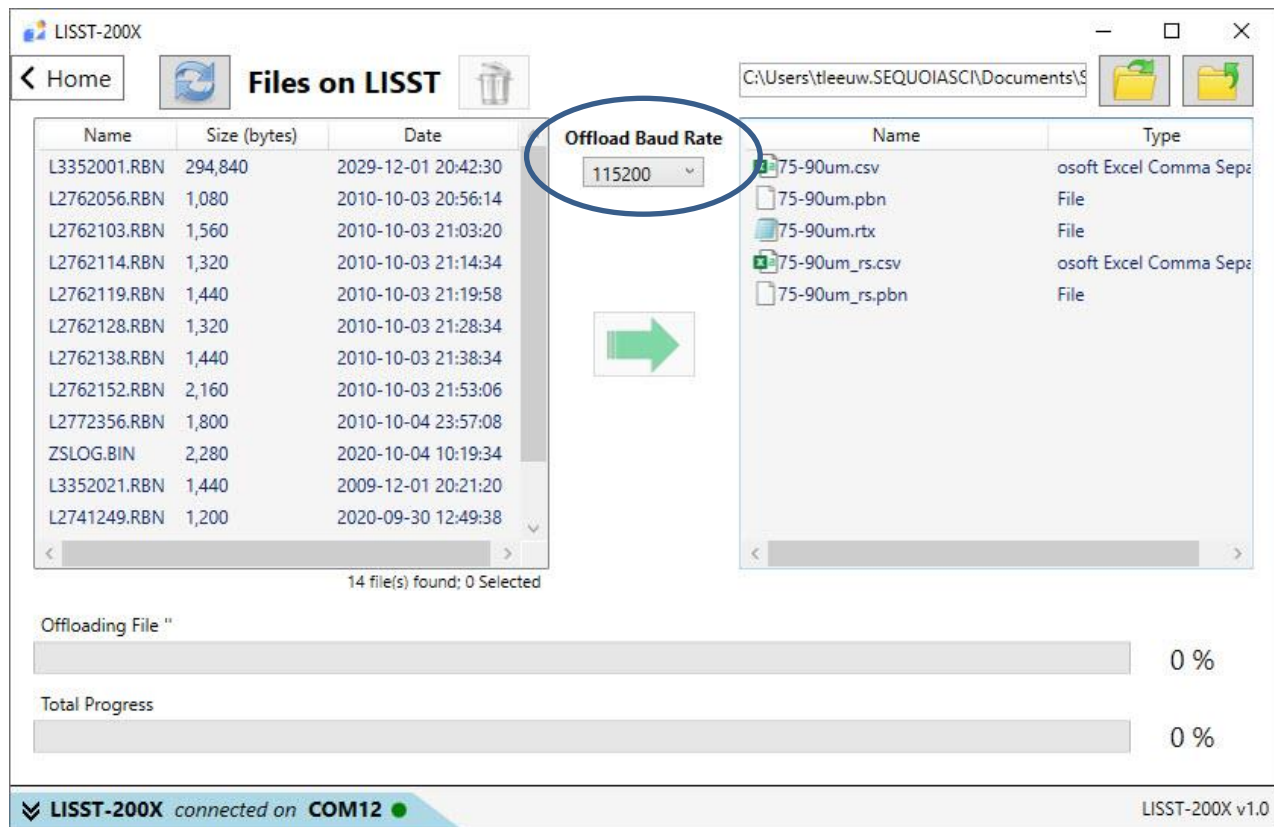 LISST-200X
Home
Files on LISST
C:\Users\tleeuw.SEQUOIASCI\Documents\S
Name Size (bytes) Date
L3352001.RBN 294,840 2029-12-01 20:42:30
L2762056.RBN 1,080 2010-10-03 20:56:14
L2762103.RBN 1,560 2010-10-03 21:03:20
L2762114.RBN 1,320 2010-10-03 21:14:34
L2762119.RBN 1,440 2010-10-03 21:19:58
L2762128.RBN 1,320 2010-10-03 21:28:34
L2762138.RBN 1,440 2010-10-03 21:38:34
L2762152.RBN 2,160 2010-10-03 21:53:06
L2772356.RBN 1,800 2010-10-04 23:57:08
ZSLOG.BIN 2,280 2020-10-04 10:19:34
L3352021.RBN 1,440 2009-12-01 20:21:20
L2741249.RBN 1,200 2020-09-30 12:49:38
14 file(s) found; 0 Selected
Offload Baud Rate
115200
Name Type
75-90um.csv osoft Excel Comma Sepa
75-90um.pbn File
75-90um.rtx File
75-90um_rs.csv osoft Excel Comma Sepa
75-90um_rs.pbn File
Offloading File ''
0 %
Total Progress
0 %
LISST-200X connected on COM12
LISST-200X v1.0